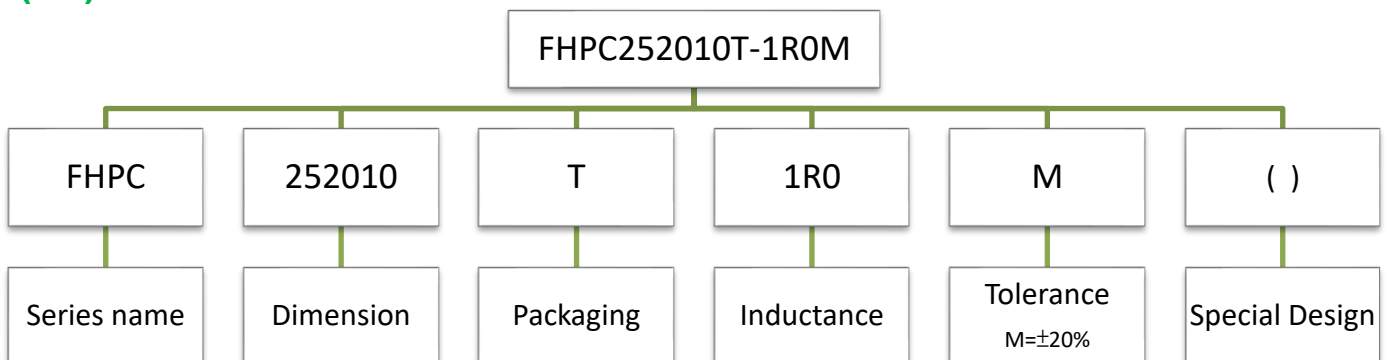 FHPC252010T-1R0M
FHPC
252010
T
1R0
M
( )
Series name
Dimension
Packaging
Inductance
Tolerance
M=±20%
Special Design